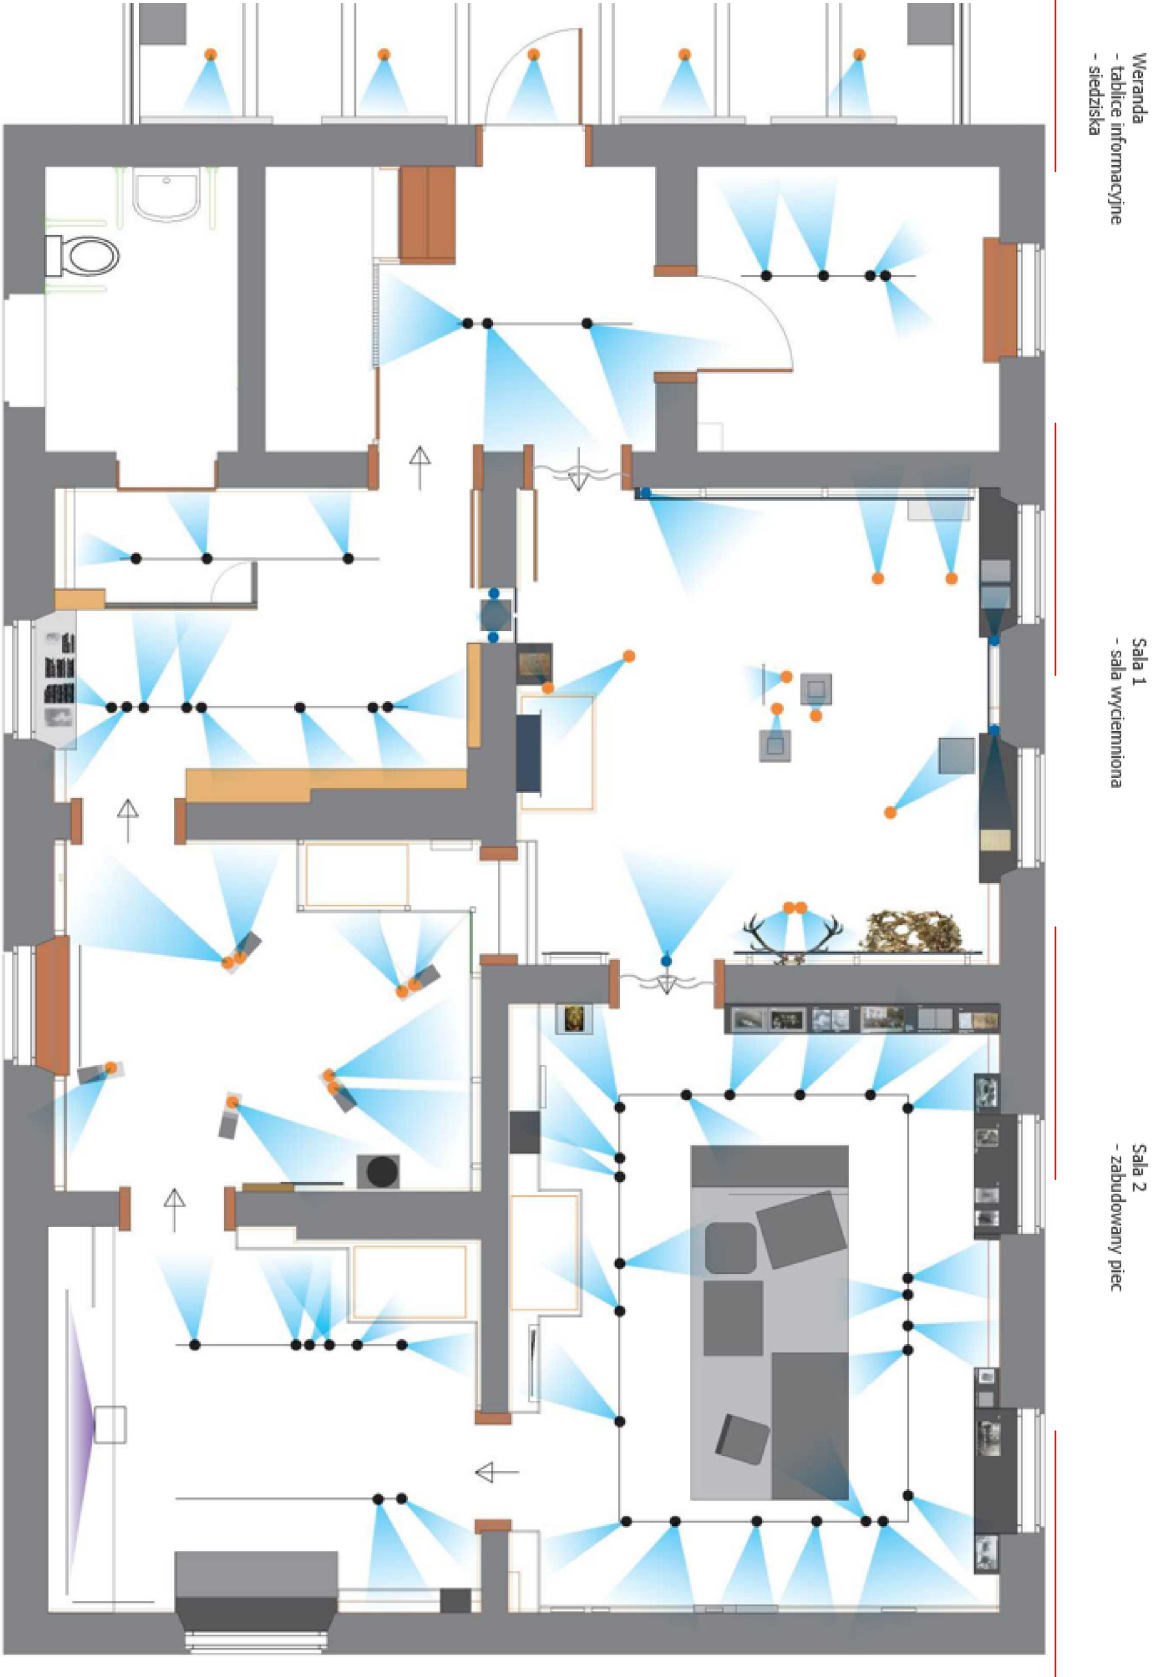 Weranda
- tablice informacyjne
- siedziska
Sala 1
- sala wyciemniona
Sala 2
- zabudowany piec